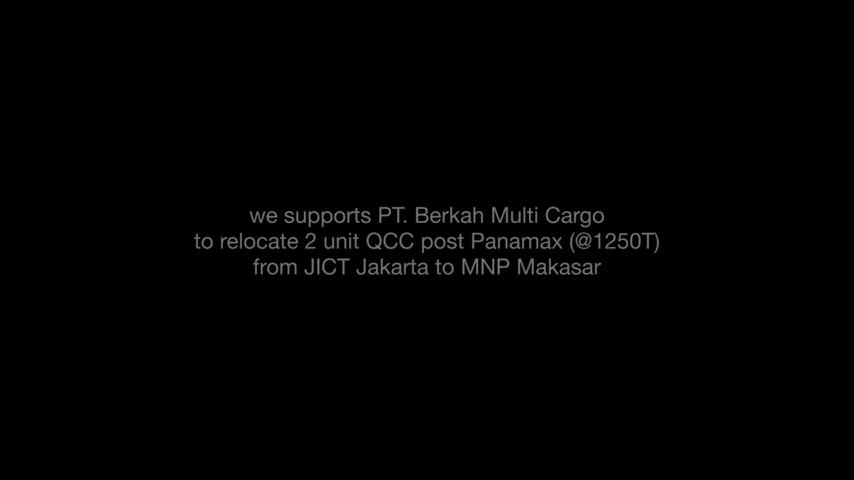 we supports PT. Berkah Multi Cargo
to relocate 2 unit QCC post Panamax (@1250T)
from JICT Jakarta to MNP Makasar